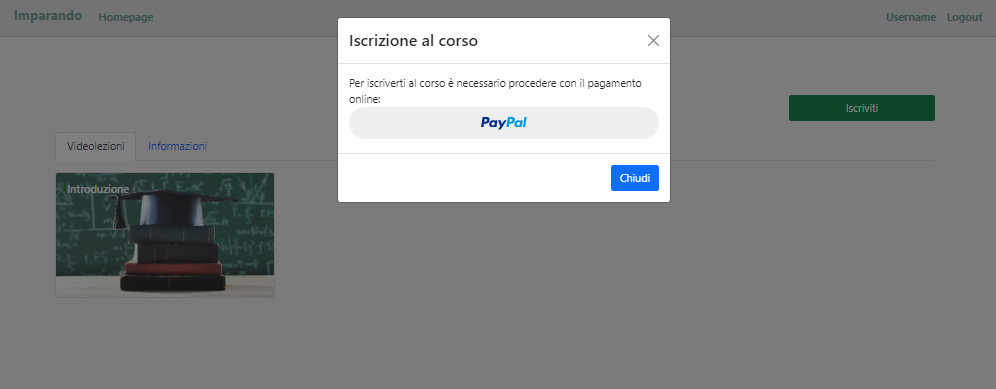 Imparando Homepage Username Logout
Iscrizione al corso
Per iscriverti al corso è necessario procedere con il pagamento
online:
PayPal
Chiudi
Iscriviti
Videolezioni Informazioni
Introduzione